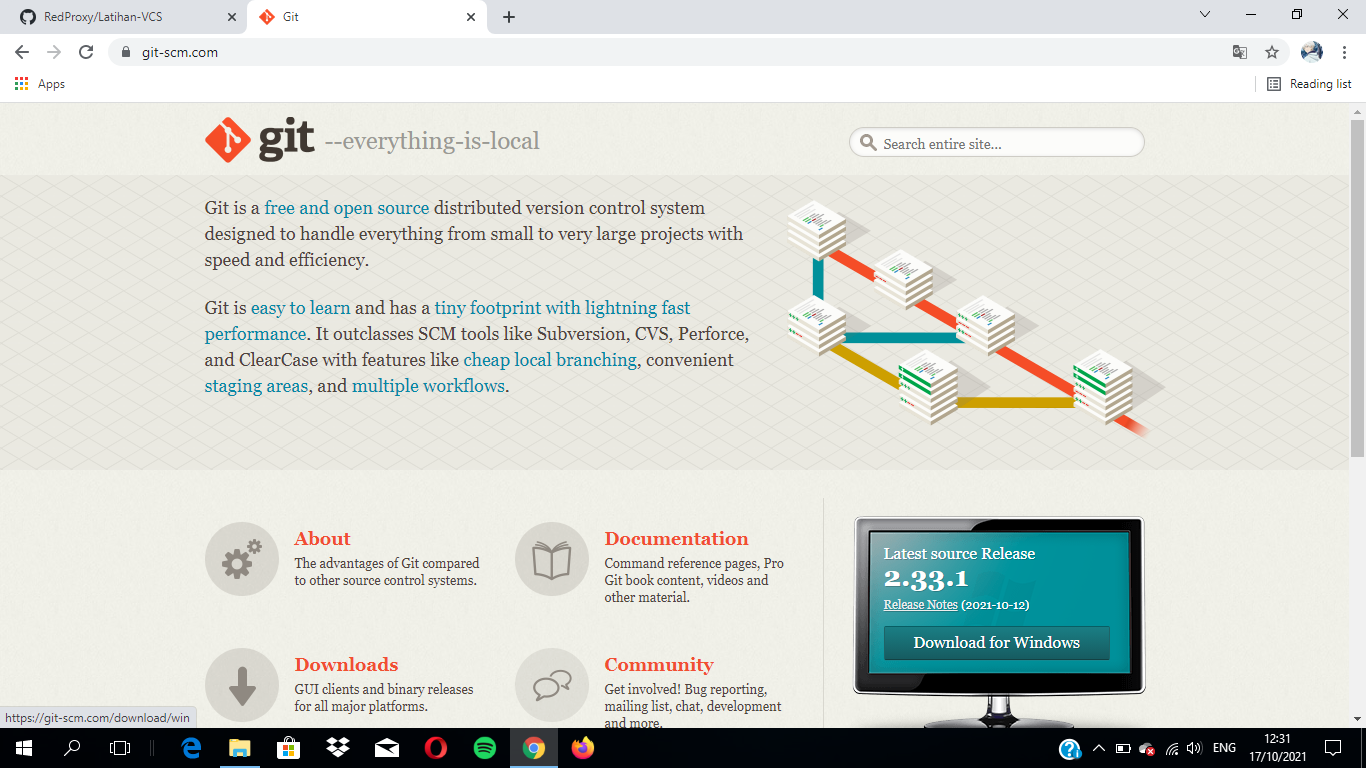 RedProxy/Latihan-VCS
Git
git-scm.com
Apps
Reading list
git --everything-is-local
Search entire site...
Git is a free and open source distributed version control system
designed to handle everything from small to very large projects with
speed and efficiency.
Git is easy to learn and has a tiny footprint with lightning fast
performance. It outclasses SCM tools like Subversion, CVS, Perforce,
and ClearCase with features like cheap local branching, convenient
staging areas, and multiple workflows.
About
The advantages of Git compared
to other source control systems.
Documentation
Command reference pages, Pro
Git book content, videos and
other material.
Downloads
GUI clients and binary releases
for all major platforms.
Community
Get involved! Bug reporting,
mailing list, chat, development
and more.
Latest source Release
2.33.1
Release Notes (2021-10-12)
Download for Windows
https://git-scm.com/download/win
ENG
12:31
17/10/2021